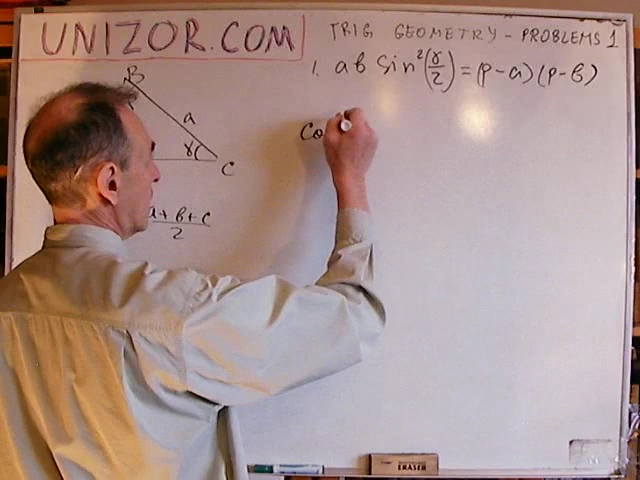 UNIZOR.COM
TRIG GEOMETRY - PROBLEMS 1
1. ab sin²(γ/2) = (p-a)(p-b)
B
a
γ
C
Co
a+b+c
2
ERASER